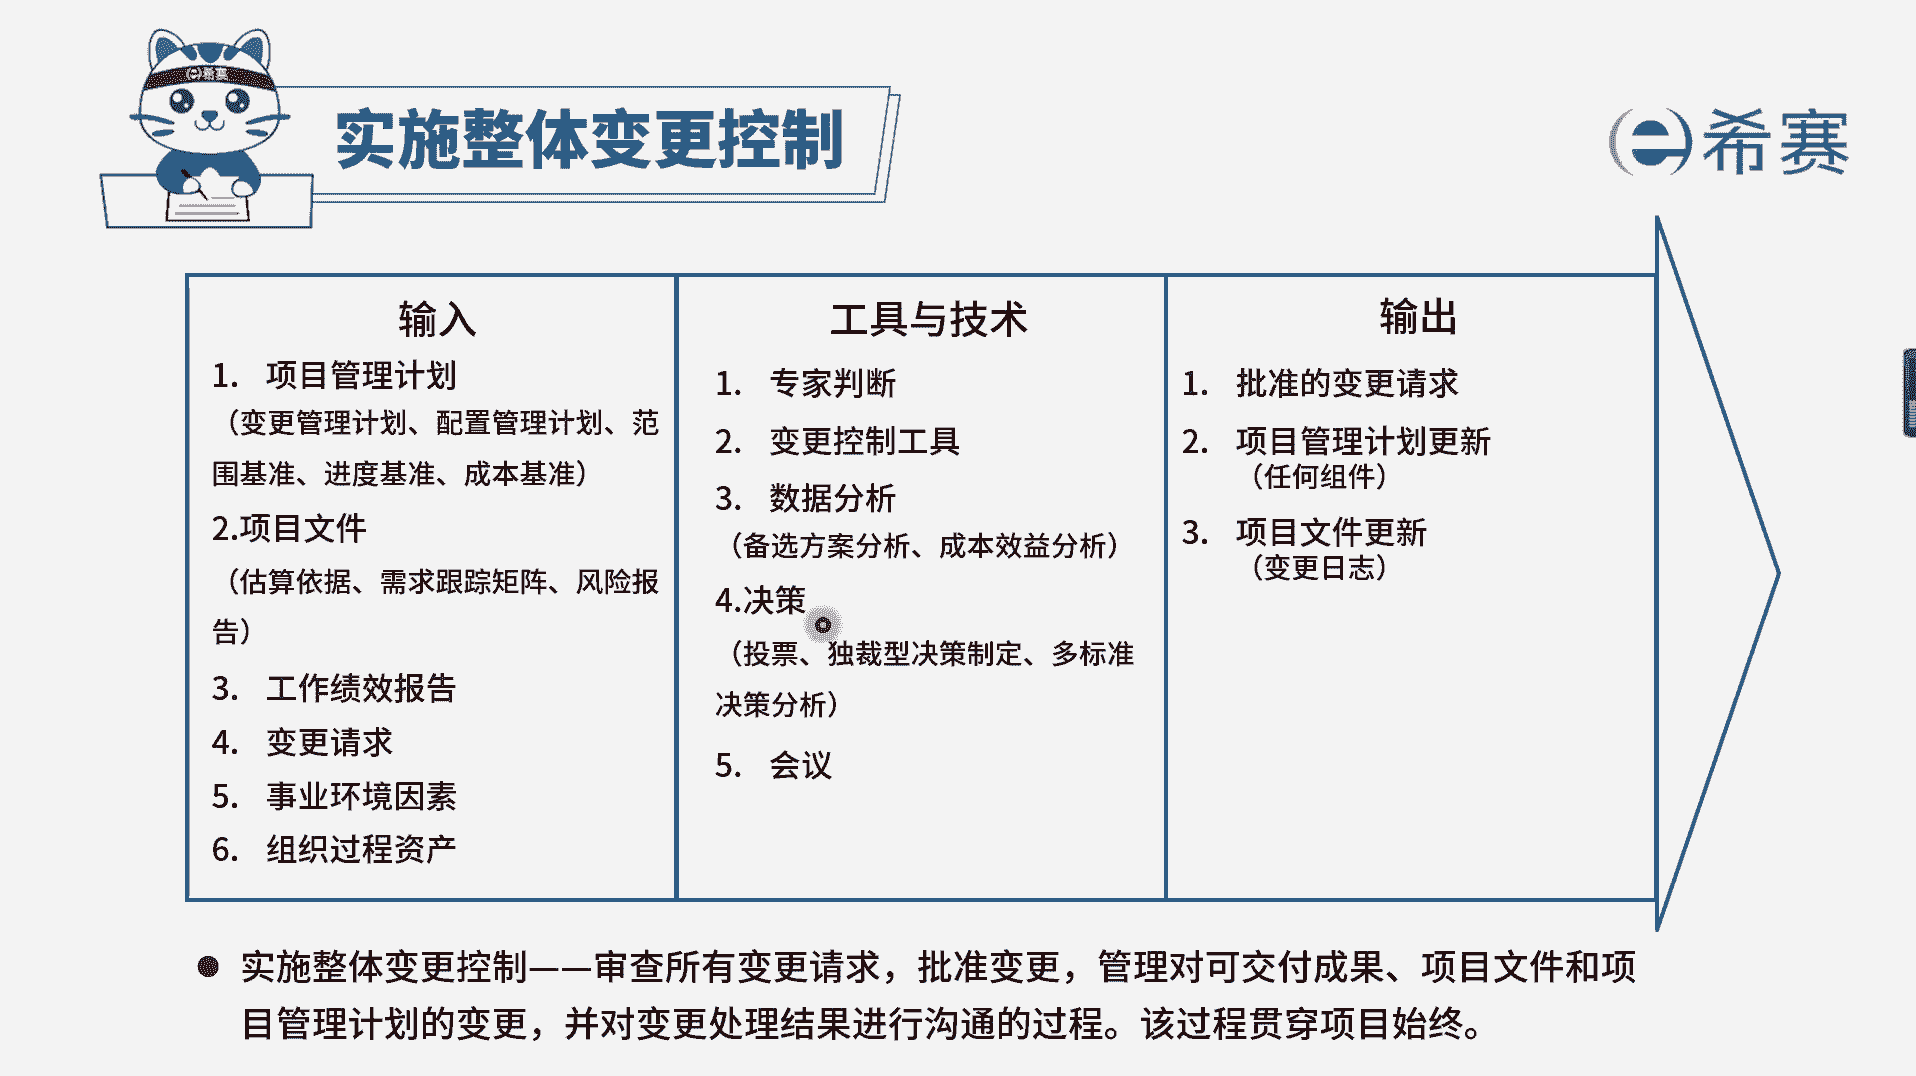 希赛
实施整体变更控制
希赛
输入
1. 项目管理计划
（变更管理计划、配置管理计划、范
围基准、进度基准、成本基准）
2.项目文件
（估算依据、需求跟踪矩阵、风险报
告）
3. 工作绩效报告
4. 变更请求
5. 事业环境因素
6. 组织过程资产
工具与技术
1. 专家判断
2. 变更控制工具
3. 数据分析
（备选方案分析、成本效益分析）
4.决策
（投票、独裁型决策制定、多标准
决策分析）
5. 会议
输出
1. 批准的变更请求
2. 项目管理计划更新
（任何组件）
3. 项目文件更新
（变更日志）
● 实施整体变更控制——审查所有变更请求，批准变更，管理对可交付成果、项目文件和项
目管理计划的变更，并对变更处理结果进行沟通的过程。该过程贯穿项目始终。